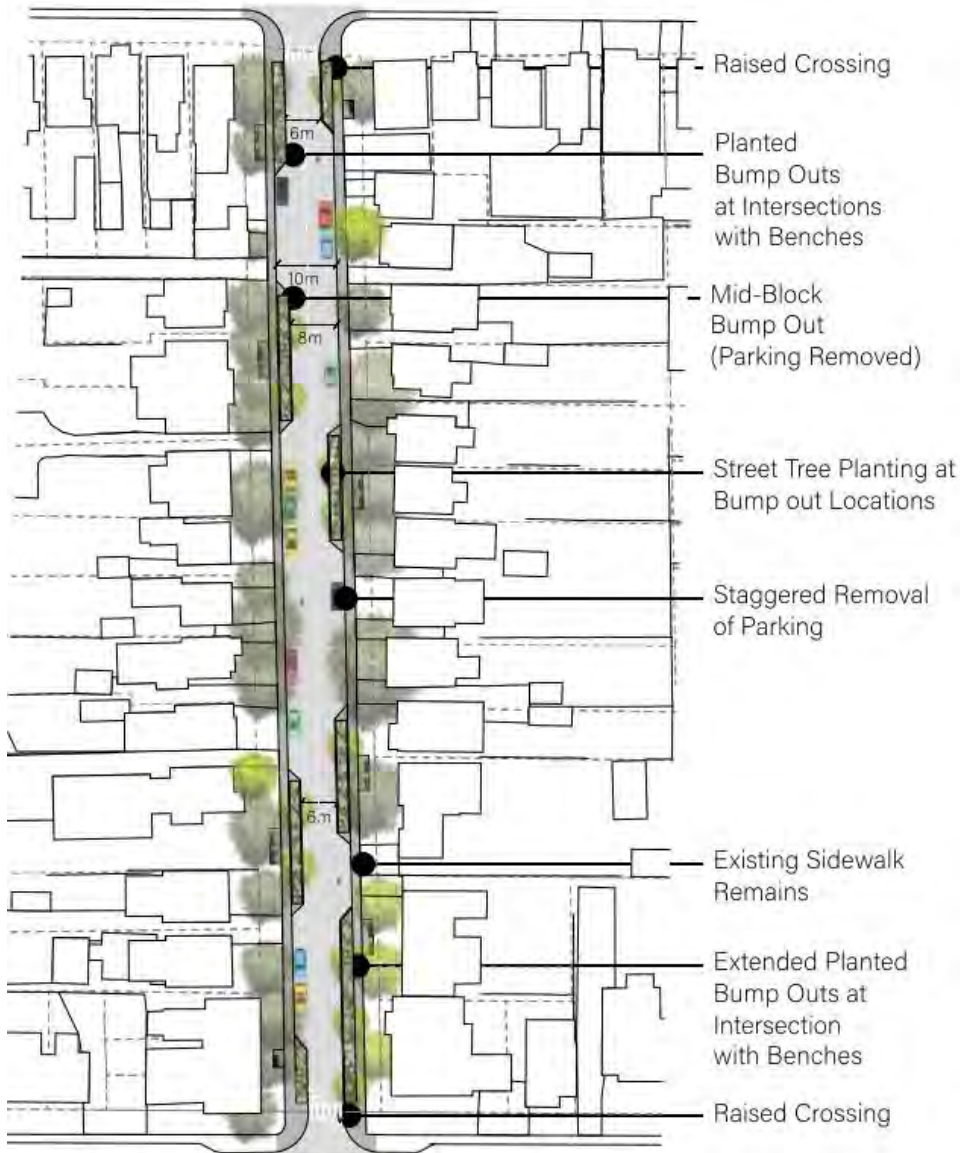 Raised Crossing
6m
Planted
Bump Outs
at Intersections
with Benches
10m
Mid-Block
Bump Out
(Parking Removed)
8m
Street Tree Planting at
Bump out Locations
Staggered Removal
of Parking
6m
Existing Sidewalk
Remains
Extended Planted
Bump Outs at
Intersection
with Benches
Raised Crossing